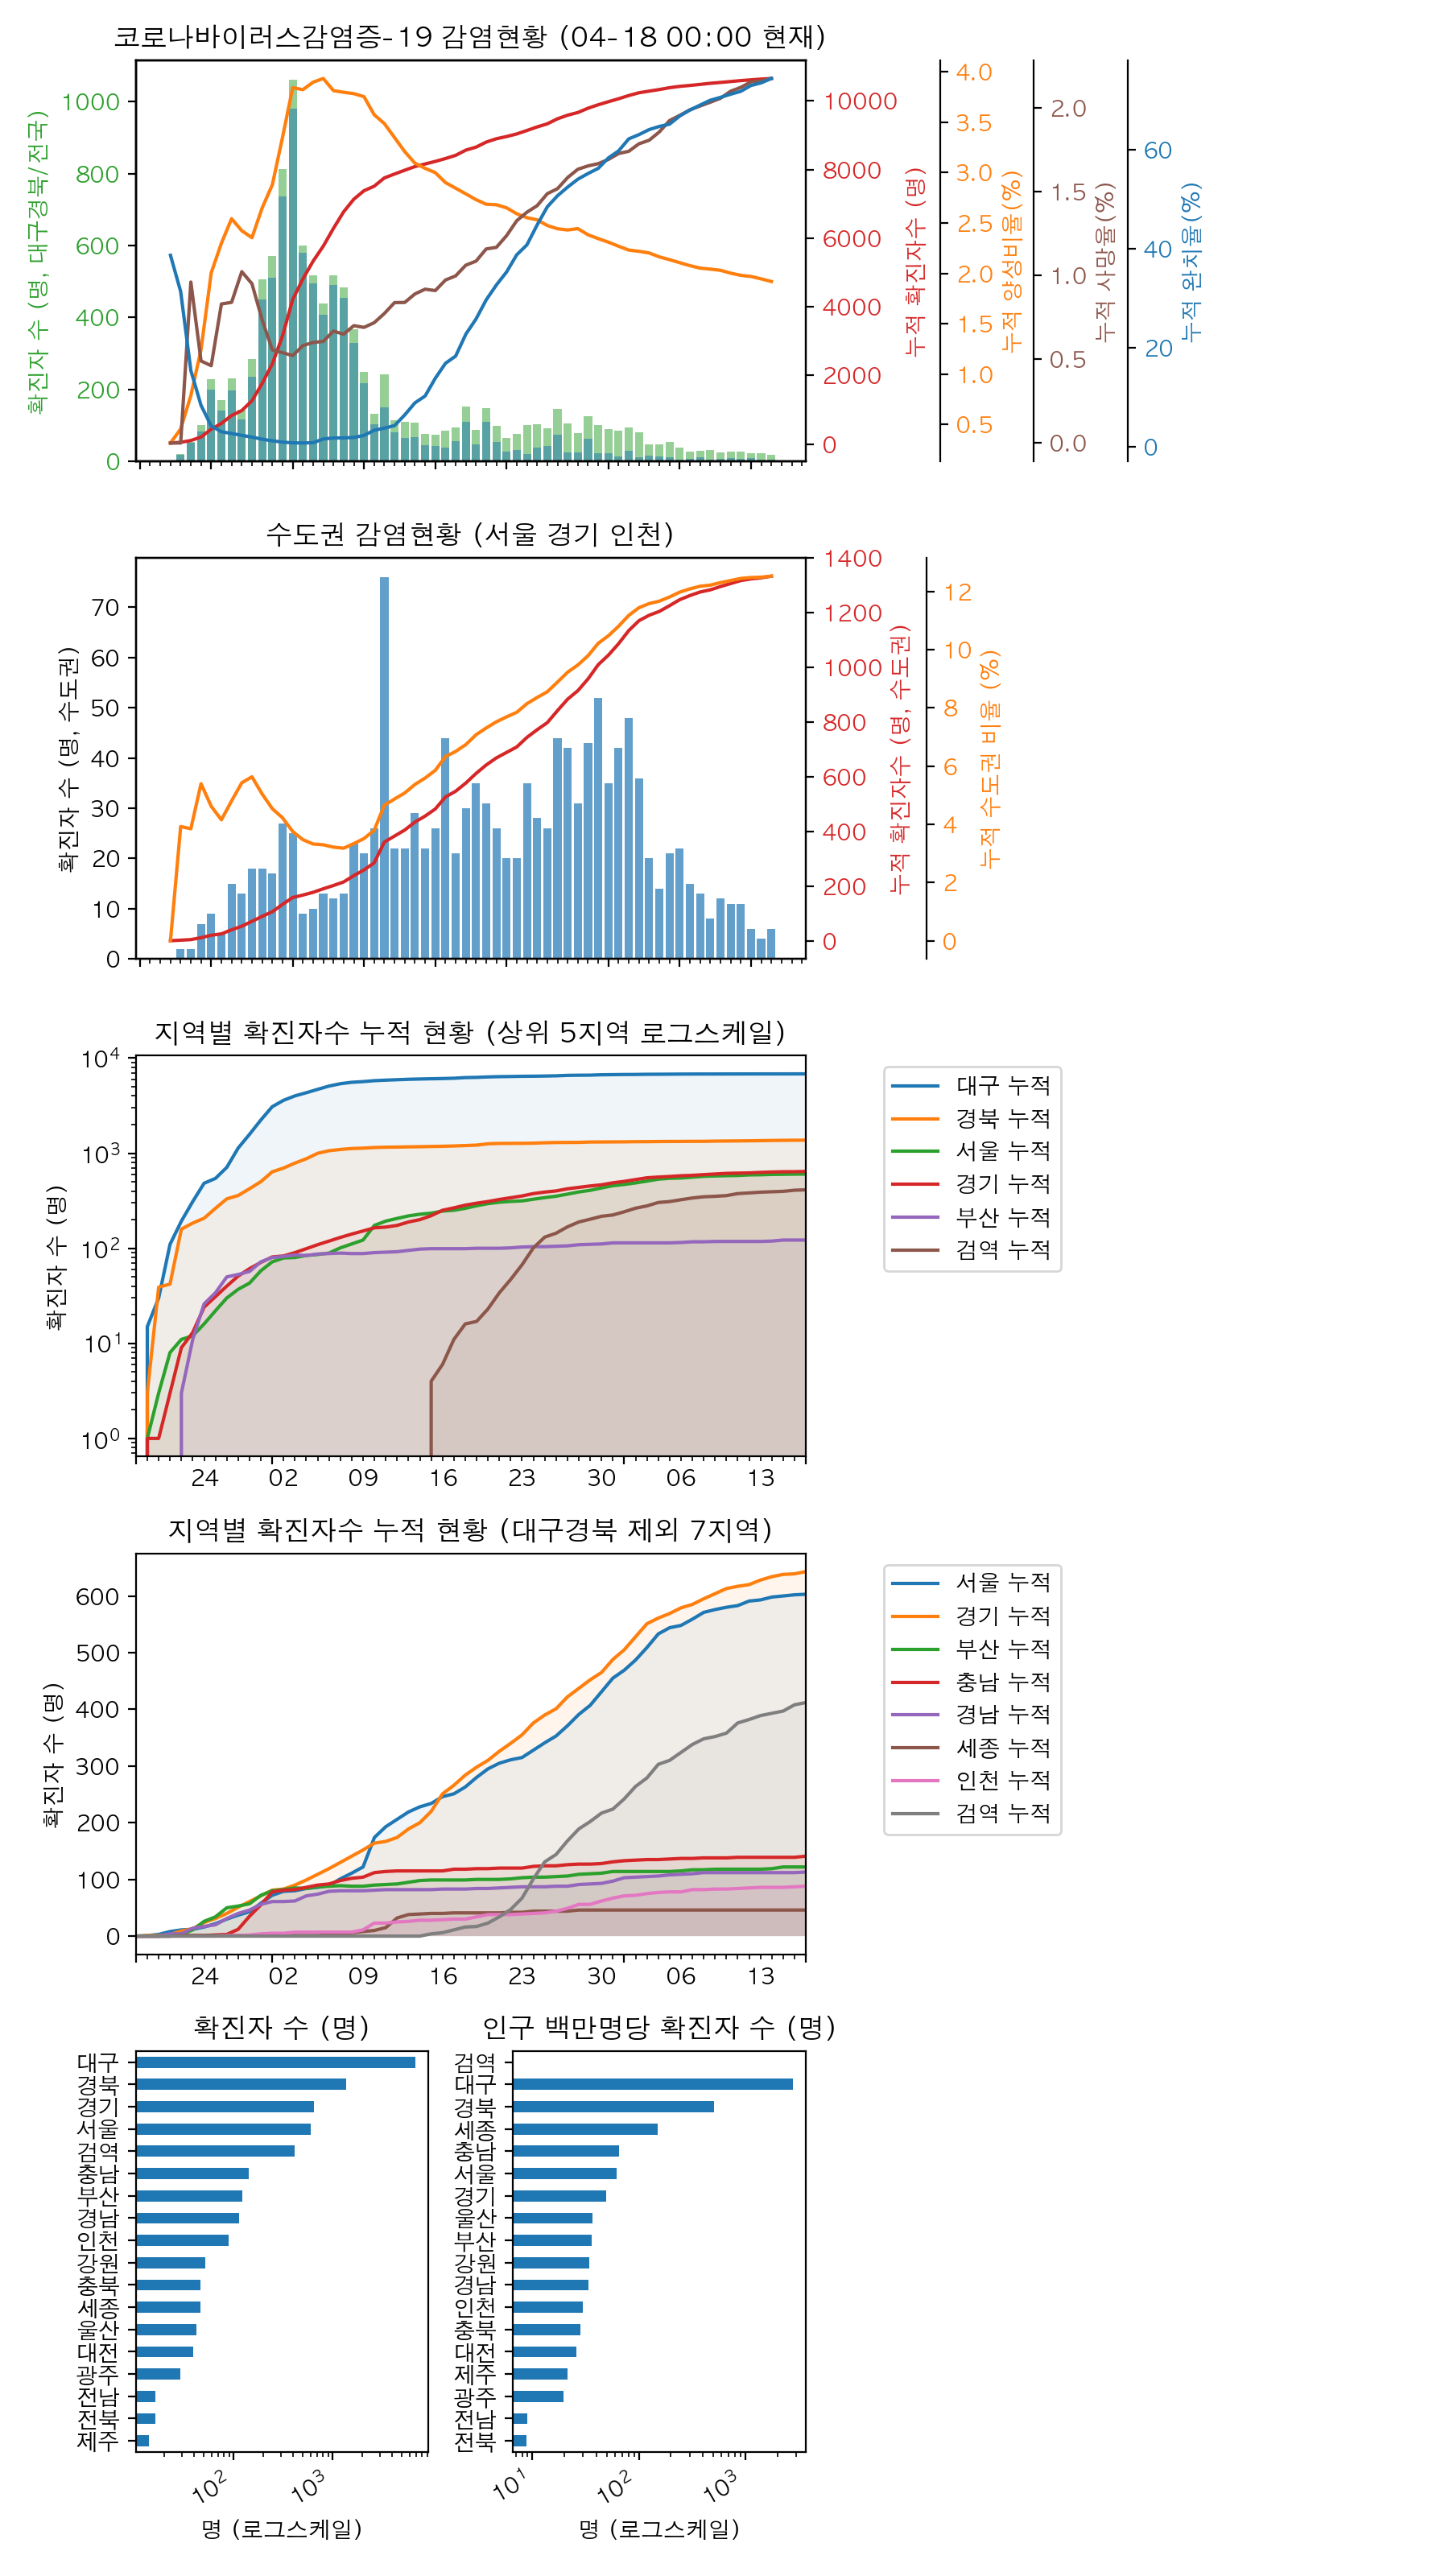 코로나바이러스감염증-19 감염현황 (04-18 00:00 현재)
확진자 수 (명, 대구경북/전국)
1000
800
600
400
200
0
10000
8000
6000
4000
2000
0
누적 확진자수 (명)
4.0
3.5
3.0
2.5
2.0
1.5
1.0
0.5
누적 양성비율(%)
2.0
1.5
1.0
0.5
0.0
누적 사망율(%)
60
40
20
0
누적 완치율(%)
수도권 감염현황 (서울 경기 인천)
확진자 수 (명, 수도권)
70
60
50
40
30
20
10
0
1400
1200
1000
800
600
400
200
0
누적 확진자수 (명, 수도권)
12
10
8
6
4
2
0
누적 수도권 비율 (%)
지역별 확진자수 누적 현황 (상위 5지역 로그스케일)
확진자 수 (명)
10⁴
10³
10²
10¹
10⁰
24 02 09 16 23 30 06 13
대구 누적
경북 누적
서울 누적
경기 누적
부산 누적
검역 누적
지역별 확진자수 누적 현황 (대구경북 제외 7지역)
확진자 수 (명)
600
500
400
300
200
100
0
24 02 09 16 23 30 06 13
서울 누적
경기 누적
부산 누적
충남 누적
경남 누적
세종 누적
인천 누적
검역 누적
확진자 수 (명)
대구
경북
경기
서울
검역
충남
부산
경남
인천
강원
충북
세종
울산
대전
광주
전남
전북
제주
10² 10³
명 (로그스케일)
인구 백만명당 확진자 수 (명)
검역
대구
경북
세종
충남
서울
경기
울산
부산
강원
경남
인천
충북
대전
제주
광주
전남
전북
10¹ 10² 10³
명 (로그스케일)